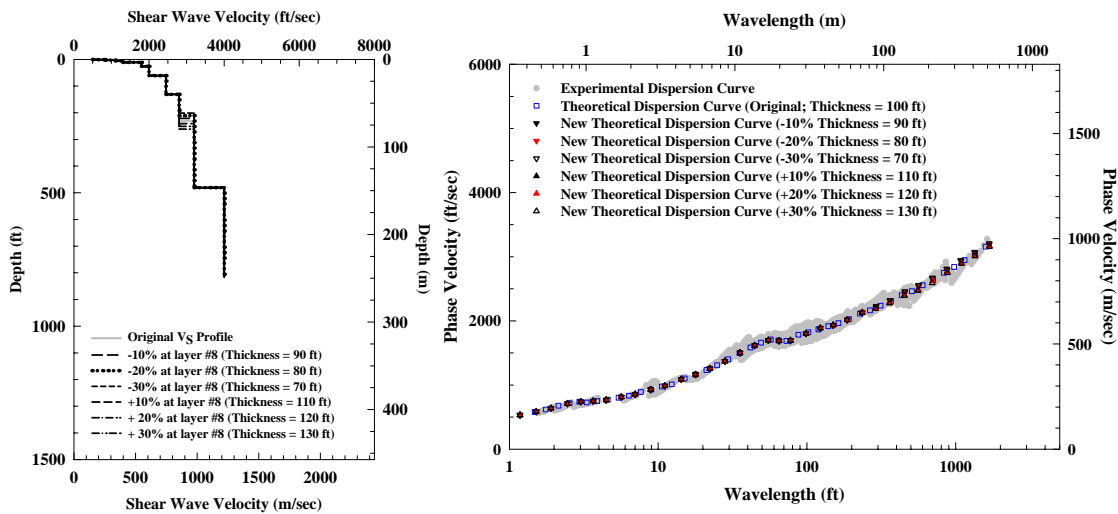 Shear Wave Velocity (ft/sec)
0 2000 4000 6000 8000
0
500
1000
1500
Depth (ft)
0
100
200
300
400
Depth (m)
Original VS Profile
-10% at layer #8 (Thickness = 90 ft)
-20% at layer #8 (Thickness = 80 ft)
-30% at layer #8 (Thickness = 70 ft)
+10% at layer #8 (Thickness = 110 ft)
+ 20% at layer #8 (Thickness = 120 ft)
+ 30% at layer #8 (Thickness = 130 ft)
0 500 1000 1500 2000
Shear Wave Velocity (m/sec)
Wavelength (m)
1 10 100 1000
6000
4000
2000
0
Phase Velocity (ft/sec)
1500
1000
500
0
Phase Velocity (m/sec)
Experimental Dispersion Curve
Theoretical Dispersion Curve (Original; Thickness = 100 ft)
New Theoretical Dispersion Curve (-10% Thickness = 90 ft)
New Theoretical Dispersion Curve (-20% Thickness = 80 ft)
New Theoretical Dispersion Curve (-30% Thickness = 70 ft)
New Theoretical Dispersion Curve (+10% Thickness = 110 ft)
New Theoretical Dispersion Curve (+20% Thickness = 120 ft)
New Theoretical Dispersion Curve (+30% Thickness = 130 ft)
1 10 100 1000
Wavelength (ft)